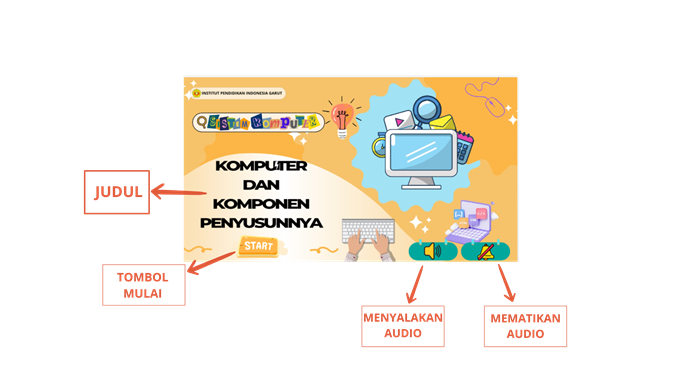 INSTITUT PENDIDIKAN INDONESIA GARUT
SISTEM KOMPUTER
KOMPUTER
DAN
KOMPONEN
PENYUSUNNYA
START
JUDUL
TOMBOL
MULAI
MENYALAKAN
AUDIO
MEMATIKAN
AUDIO